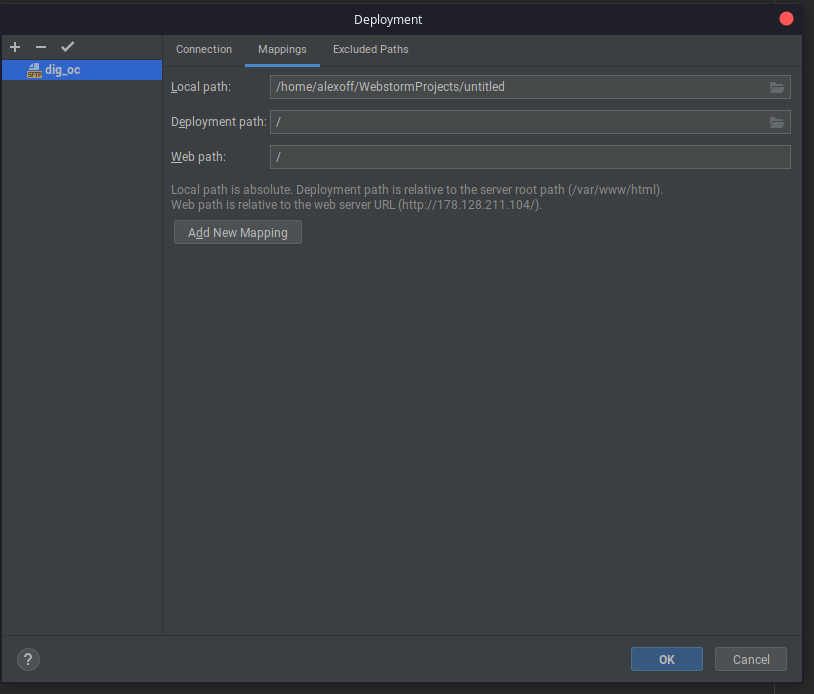 Deployment
Connection Mappings Excluded Paths
SFTP dig_oc
Local path: /home/alexoff/WebstormProjects/untitled
Deployment path: /
Web path: /
Local path is absolute. Deployment path is relative to the server root path (/var/www/html).
Web path is relative to the web server URL (http://178.128.211.104/).
Add New Mapping
? OK Cancel